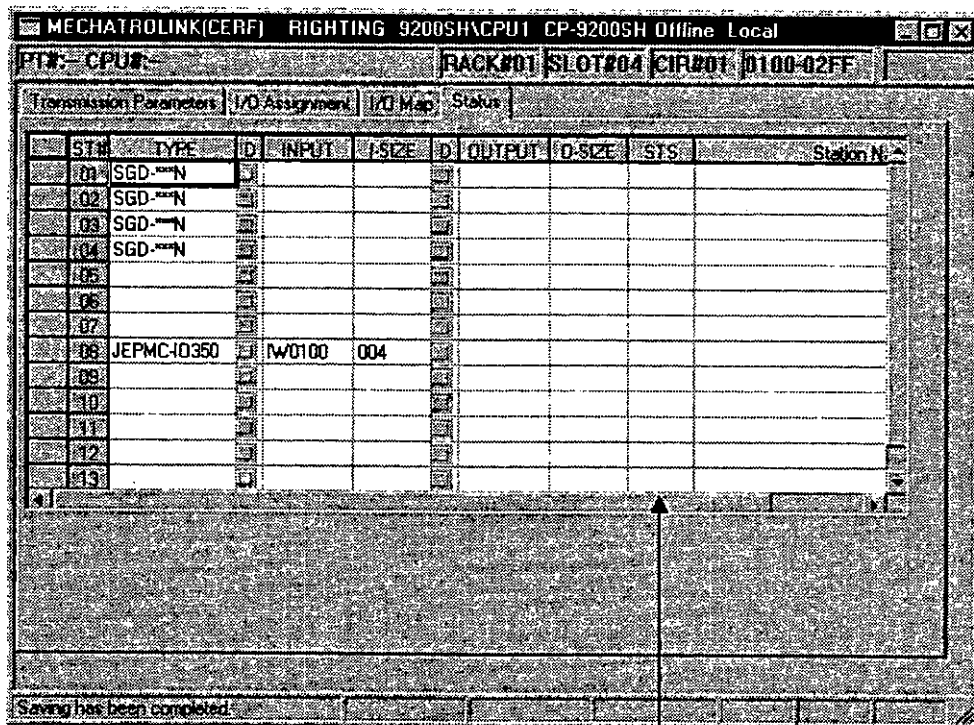 MECHATROLINK(CERF) RIGHTING 9200SH\CPU1 CP-9200SH Offline Local
PT#:-- CPU#:-- RACK#01 SLOT#04 CIR#01 0100-02FF
Transmission Parameters I/O Assignment I/O Map Status
ST# TYPE D INPUT I-SIZE D OUTPUT O-SIZE STS Station N
01 SGD-***N
02 SGD-***N
03 SGD-***N
04 SGD-***N
05
06
07
08 JEPMC-IO350 IW0100 004
09
10
11
12
13
Saving has been completed.